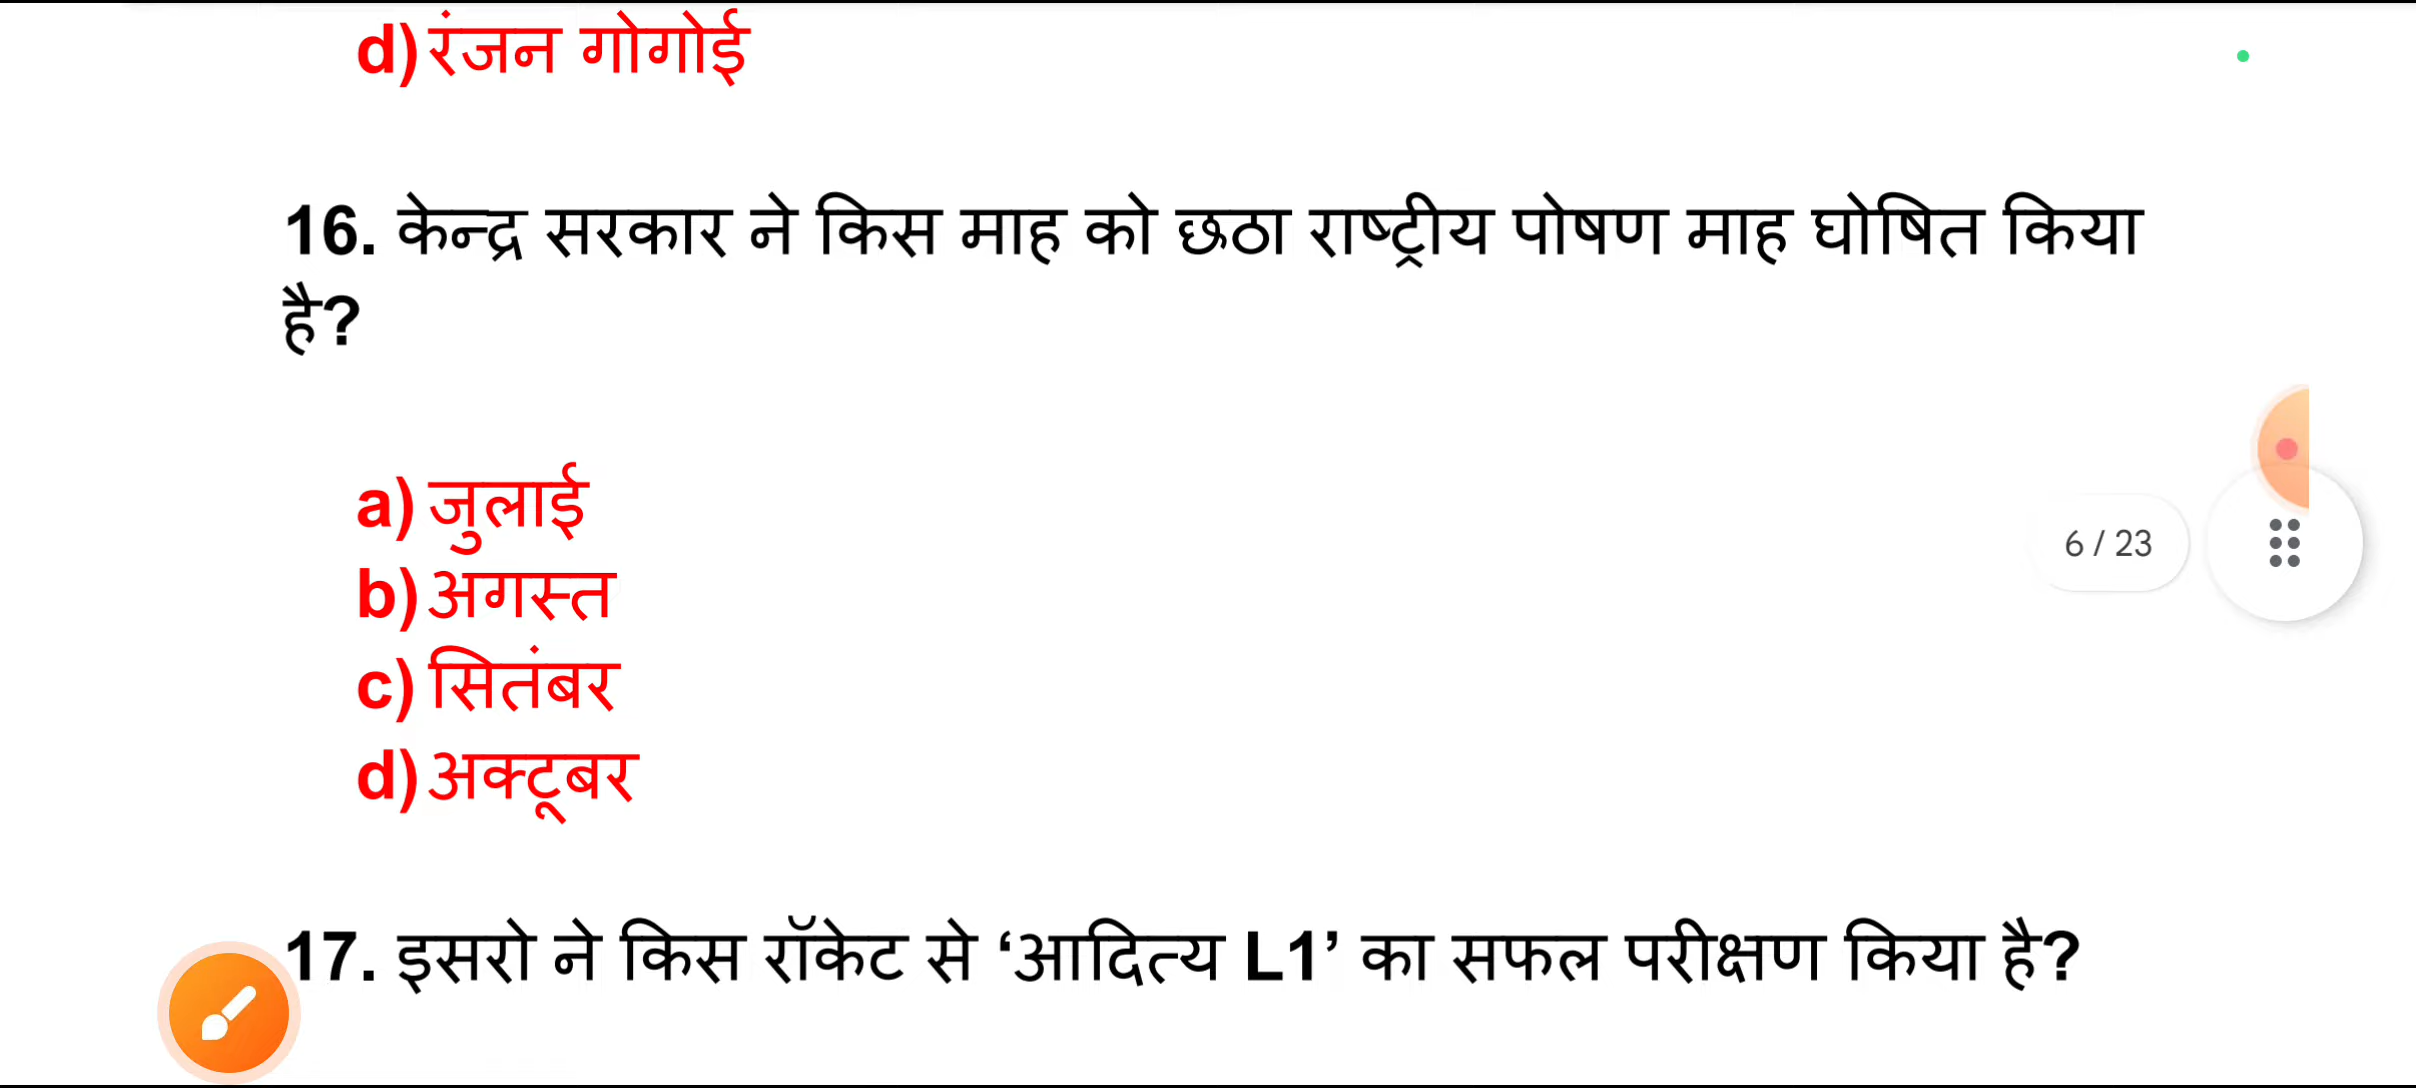 d) रंजन गोगोई
16. केन्द्र सरकार ने किस माह को छठा राष्ट्रीय पोषण माह घोषित किया
है?
a) जुलाई
b) अगस्त
c) सितंबर
d) अक्टूबर
6 / 23
17. इसरो ने किस रॉकेट से ‘आदित्य L1’ का सफल परीक्षण किया है?